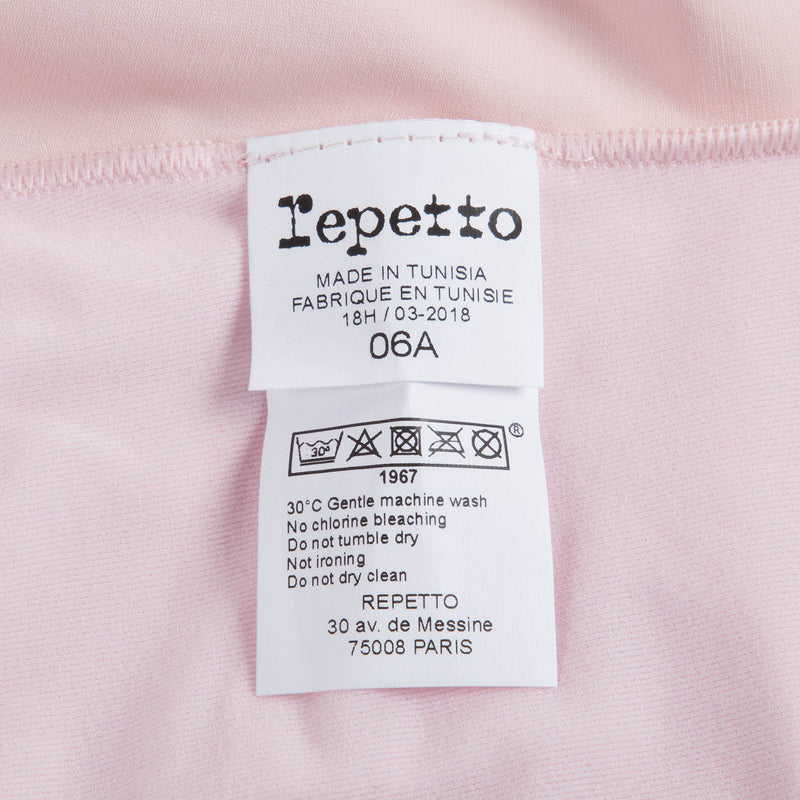 repetto
MADE IN TUNISIA
FABRIQUE EN TUNISIE
18H / 03-2018
06A
30°
®
1967
30°C Gentle machine wash
No chlorine bleaching
Do not tumble dry
Not ironing
Do not dry clean
REPETTO
30 av. de Messine
75008 PARIS